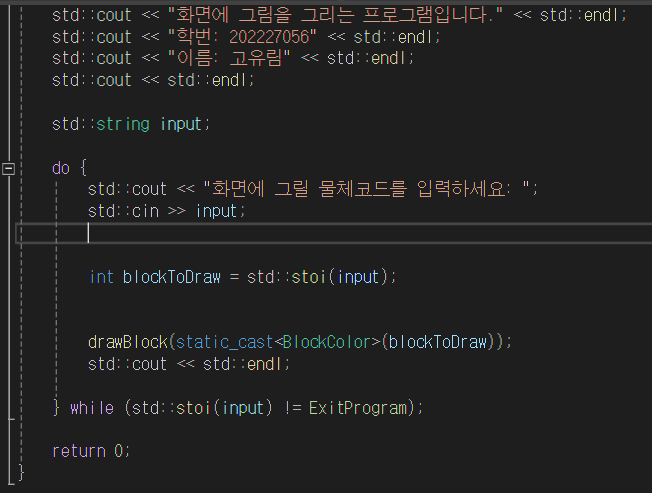 std::cout << "화면에 그림을 그리는 프로그램입니다." << std::endl;
std::cout << "학번: 202227056" << std::endl;
std::cout << "이름: 고유림" << std::endl;
std::cout << std::endl;
std::string input;
do {
std::cout << "화면에 그릴 물체코드를 입력하세요: ";
std::cin >> input;
int blockToDraw = std::stoi(input);
drawBlock(static_cast<BlockColor>(blockToDraw));
std::cout << std::endl;
} while (std::stoi(input) != ExitProgram);
return 0;
}